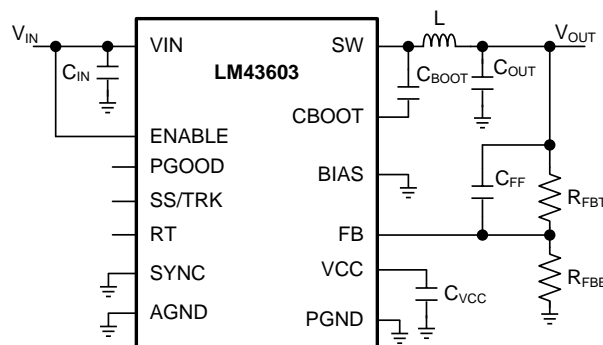 VIN
CIN
VIN
ENABLE
PGOOD
SS/TRK
RT
SYNC
AGND
LM43603
SW
CBOOT
BIAS
FB
VCC
PGND
L
CBOOT
COUT
VOUT
CFF
RFBT
RFBB
CVCC